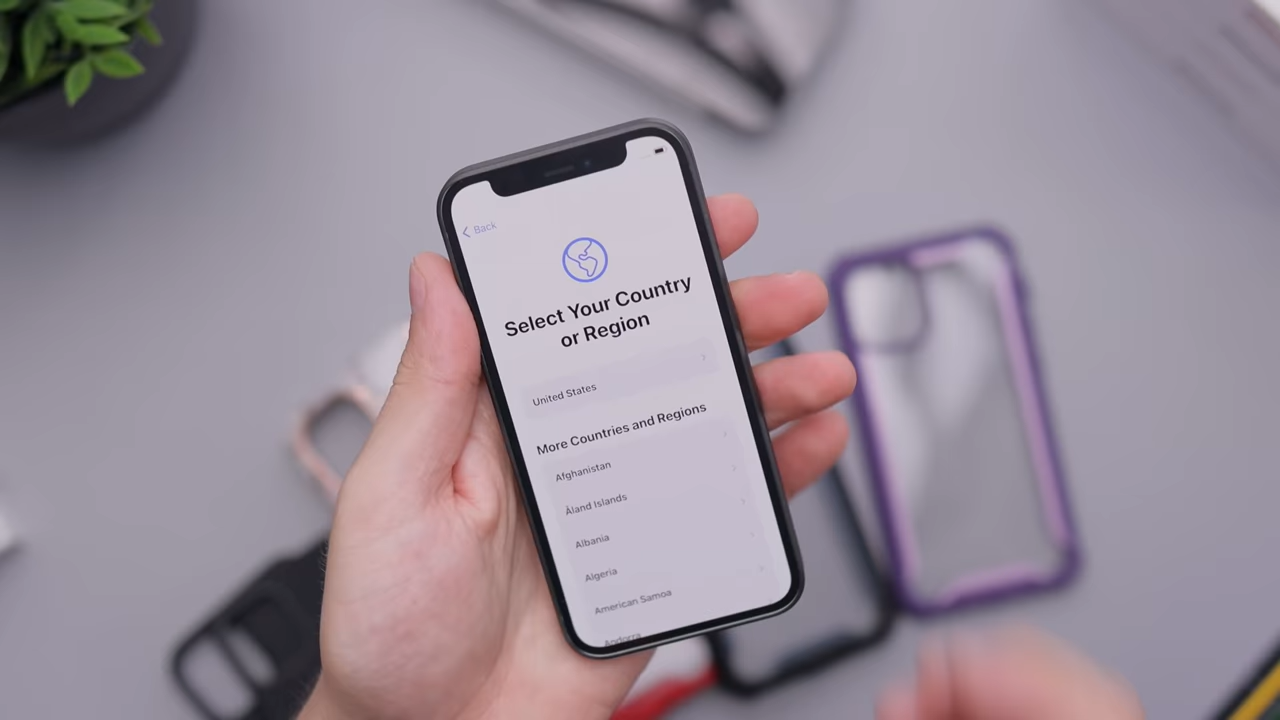 Back
Select Your Country
or Region
United States
More Countries and Regions
Afghanistan
Åland Islands
Albania
Algeria
American Samoa
Andorra